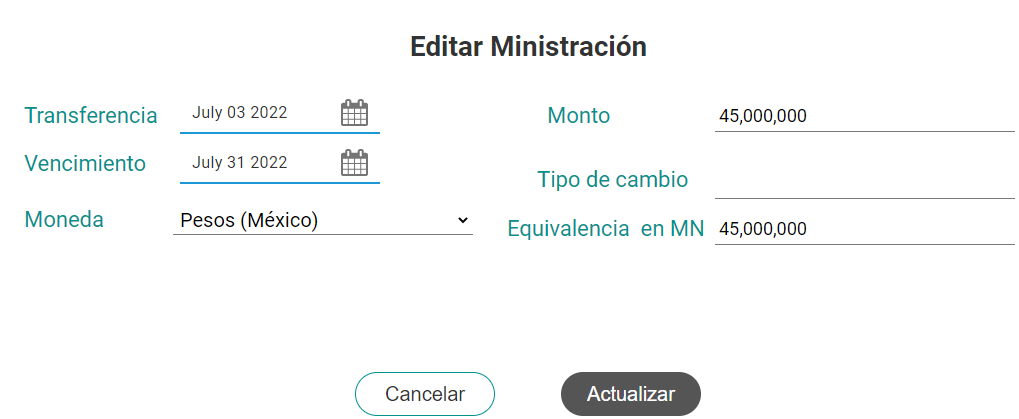 Editar Ministración
Transferencia July 03 2022
Vencimiento July 31 2022
Moneda Pesos (México)
Monto 45,000,000
Tipo de cambio
Equivalencia en MN 45,000,000
Cancelar Actualizar